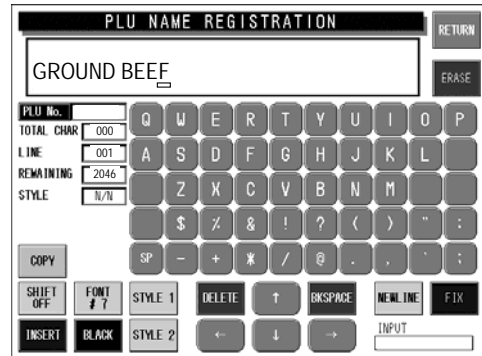 PLU NAME REGISTRATION
RETURN
GROUND BEEF
ERASE
PLU No.
TOTAL CHAR 000
LINE 001
REMAINING 2046
STYLE N/N
Q W E R T Y U I O P
A S D F G H J K L
Z X C V B N M
$ % & ! ? ( ) " :
COPY SP - + * / @ . , ` ;
SHIFT OFF FONT # 7 STYLE 1 DELETE ↑ BKSPACE NEWLINE FIX
INSERT BLACK STYLE 2 ← ↓ → INPUT